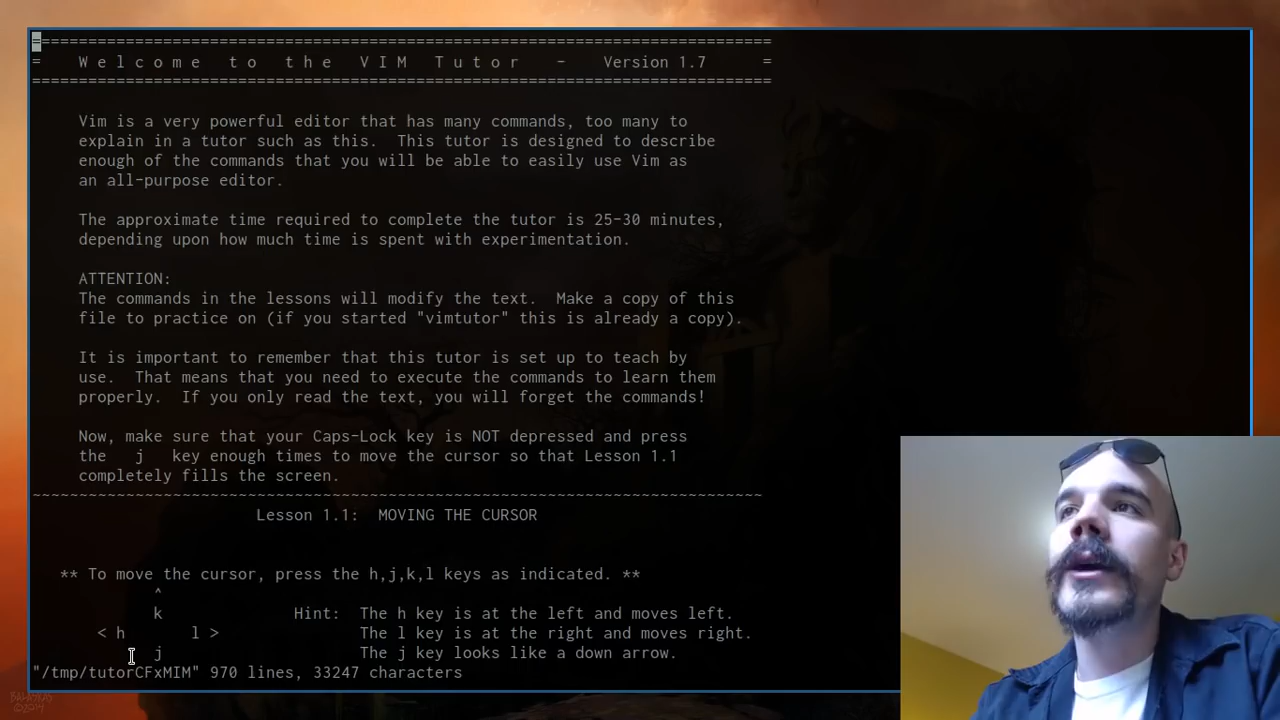 ===============================================================================
=    W e l c o m e   t o   t h e   V I M   T u t o r    -    Version 1.7      =
===============================================================================
Vim is a very powerful editor that has many commands, too many to
explain in a tutor such as this.  This tutor is designed to describe
enough of the commands that you will be able to easily use Vim as
an all-purpose editor.
The approximate time required to complete the tutor is 25-30 minutes,
depending upon how much time is spent with experimentation.
ATTENTION:
The commands in the lessons will modify the text.  Make a copy of this
file to practice on (if you started "vimtutor" this is already a copy).
It is important to remember that this tutor is set up to teach by
use.  That means that you need to execute the commands to learn them
properly.  If you only read the text, you will forget the commands!
Now, make sure that your Caps-Lock key is NOT depressed and press
the   j   key enough times to move the cursor so that Lesson 1.1
completely fills the screen.
~~~~~~~~~~~~~~~~~~~~~~~~~~~~~~~~~~~~~~~~~~~~~~~~~~~~~~~~~~~~~~~~~~~~~~~~~~~~~~
Lesson 1.1:  MOVING THE CURSOR
** To move the cursor, press the h,j,k,l keys as indicated. **
^
k              Hint:  The h key is at the left and moves left.
< h       l >               The l key is at the right and moves right.
j                     The j key looks like a down arrow.
"/tmp/tutorCFxMIM" 970 lines, 33247 characters
©2014